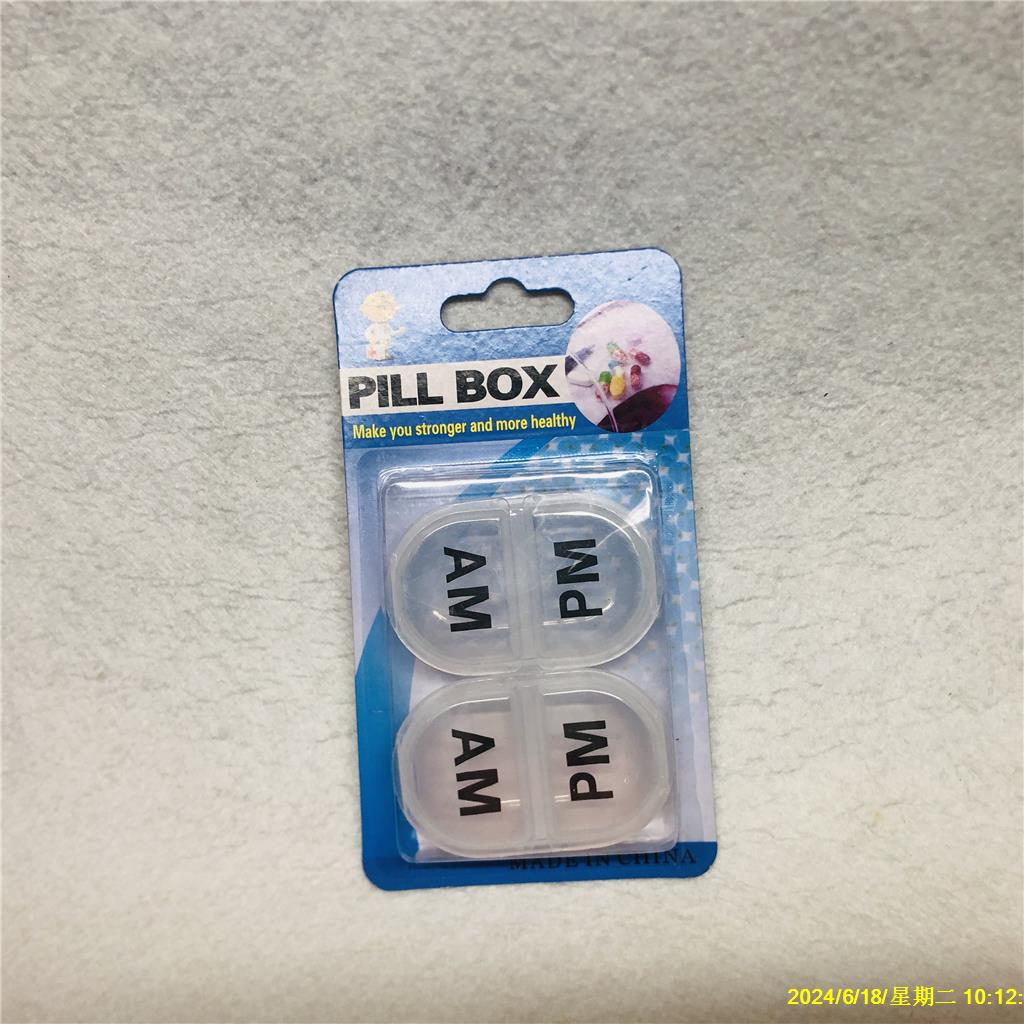 PILL BOX
Make you stronger and more healthy
AM PM
AM PM
MADE IN CHINA
2024/6/18/星期二 10:12: